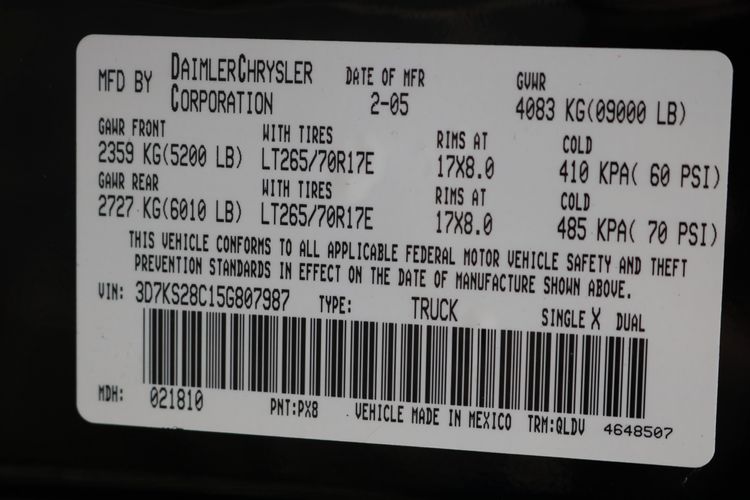 MFD BY DAIMLERCHRYSLER CORPORATION DATE OF MFR 2-05 GVWR 4083 KG(09000 LB)
GAWR FRONT WITH TIRES RIMS AT COLD
2359 KG(5200 LB) LT265/70R17E 17X8.0 410 KPA( 60 PSI)
GAWR REAR WITH TIRES RIMS AT COLD
2727 KG(6010 LB) LT265/70R17E 17X8.0 485 KPA( 70 PSI)
THIS VEHICLE CONFORMS TO ALL APPLICABLE FEDERAL MOTOR VEHICLE SAFETY AND THEFT
PREVENTION STANDARDS IN EFFECT ON THE DATE OF MANUFACTURE SHOWN ABOVE.
VIN: 3D7KS28C15G807987 TYPE: TRUCK SINGLE X DUAL
MDH: 021810 PNT:PX8 VEHICLE MADE IN MEXICO TRM:QLDV 4648507